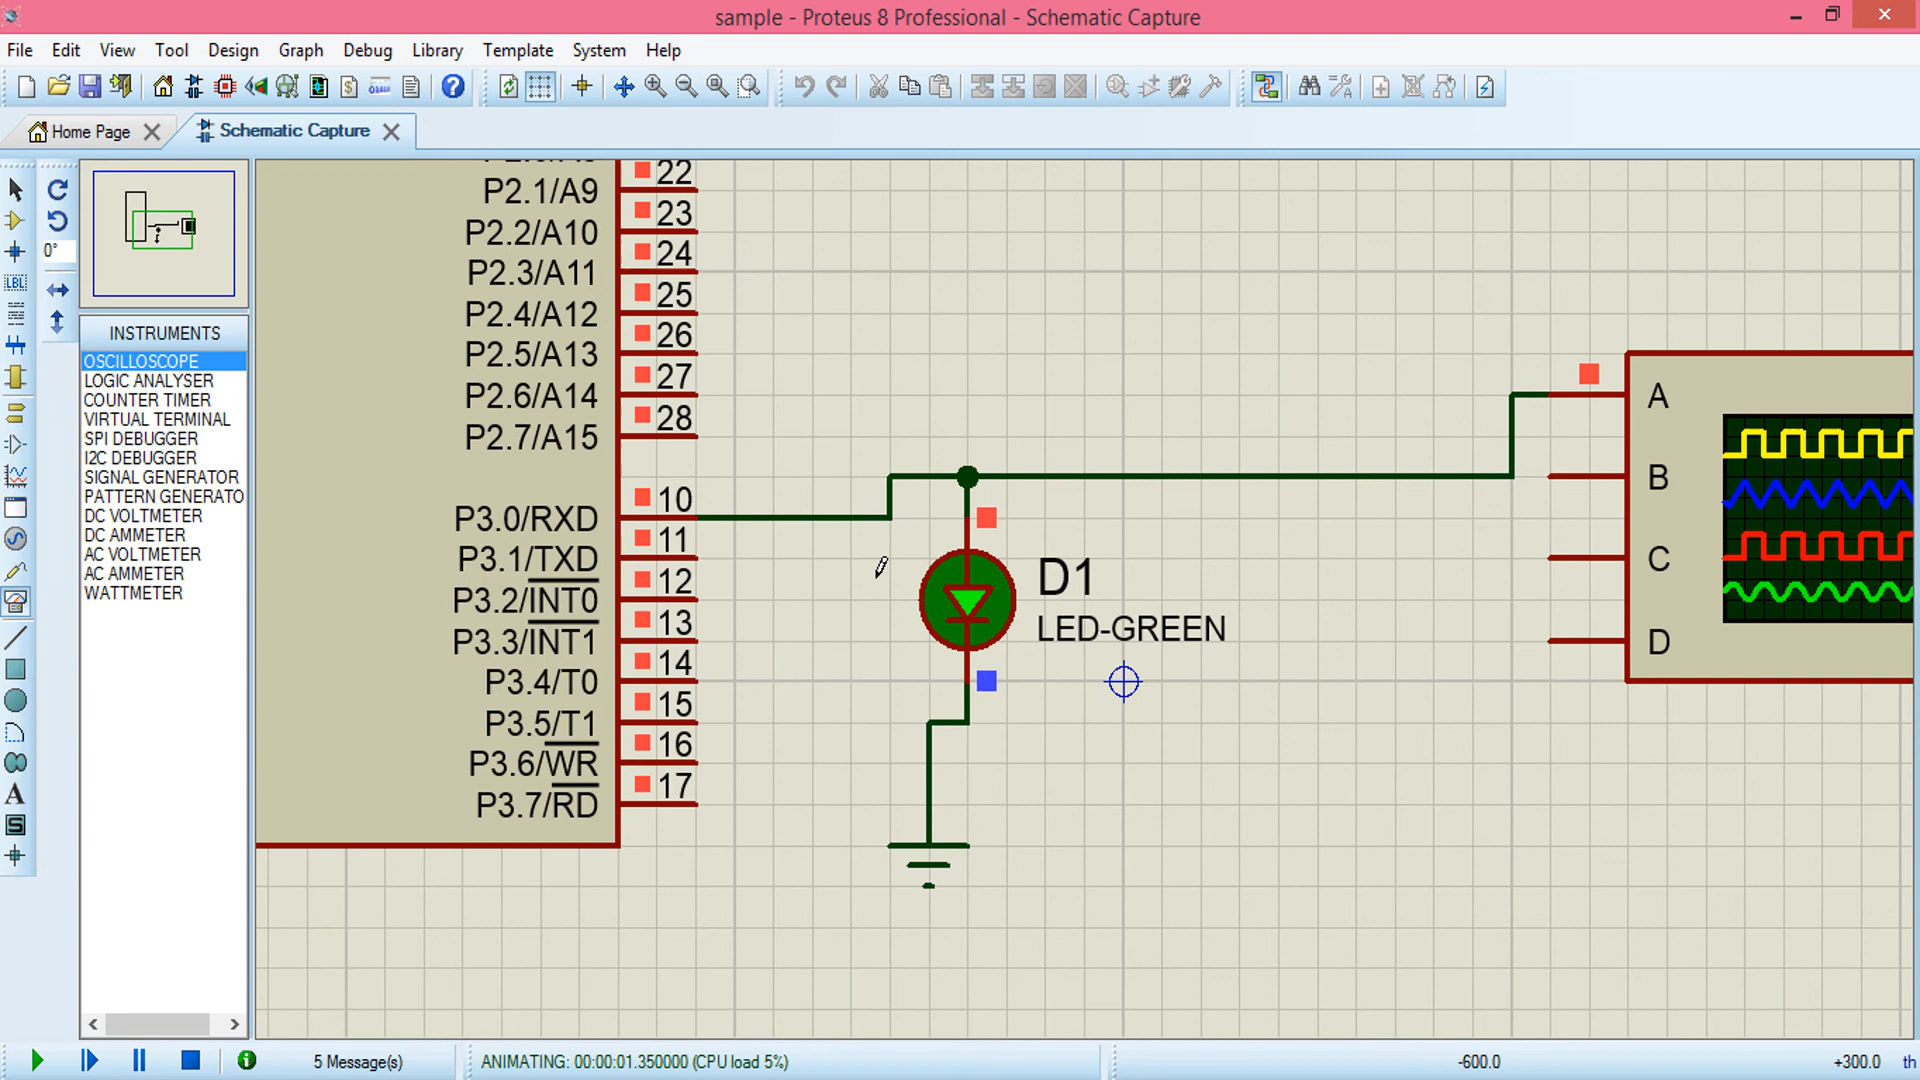 sample - Proteus 8 Professional - Schematic Capture
File Edit View Tool Design Graph Debug Library Template System Help
Home Page Schematic Capture
0°
LBL
INSTRUMENTS
OSCILLOSCOPE
LOGIC ANALYSER
COUNTER TIMER
VIRTUAL TERMINAL
SPI DEBUGGER
I2C DEBUGGER
SIGNAL GENERATOR
PATTERN GENERATO
DC VOLTMETER
DC AMMETER
AC VOLTMETER
AC AMMETER
WATTMETER
22
P2.1/A9
23
P2.2/A10
24
P2.3/A11
25
P2.4/A12
26
P2.5/A13
27
P2.6/A14
28
P2.7/A15
10
P3.0/RXD
11
P3.1/TXD
12
P3.2/INT0
13
P3.3/INT1
14
P3.4/T0
15
P3.5/T1
16
P3.6/WR
17
P3.7/RD
D1
LED-GREEN
A
B
C
D
5 Message(s)
ANIMATING: 00:00:01.350000 (CPU load 5%)
-600.0
+300.0
th